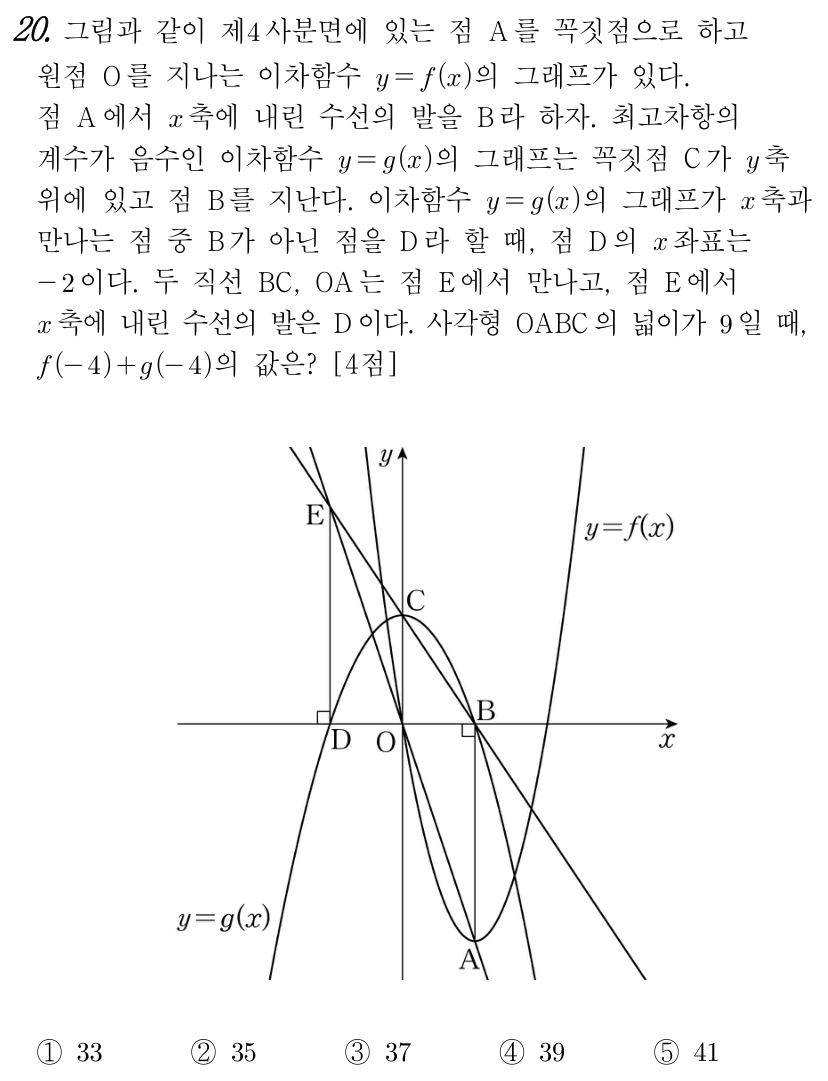 20. 그림과 같이 제4사분면에 있는 점 A를 꼭짓점으로 하고
원점 O를 지나는 이차함수 y=f(x)의 그래프가 있다.
점 A에서 x축에 내린 수선의 발을 B라 하자. 최고차항의
계수가 음수인 이차함수 y=g(x)의 그래프는 꼭짓점 C가 y축
위에 있고 점 B를 지난다. 이차함수 y=g(x)의 그래프가 x축과
만나는 점 중 B가 아닌 점을 D라 할 때, 점 D의 x좌표는
−2이다. 두 직선 BC, OA는 점 E에서 만나고, 점 E에서
x축에 내린 수선의 발은 D이다. 사각형 OABC의 넓이가 9일 때,
f(−4)+g(−4)의 값은? [4점]
y
E
y=f(x)
C
B
D
O
x
y=g(x)
A
① 33 ② 35 ③ 37 ④ 39 ⑤ 41